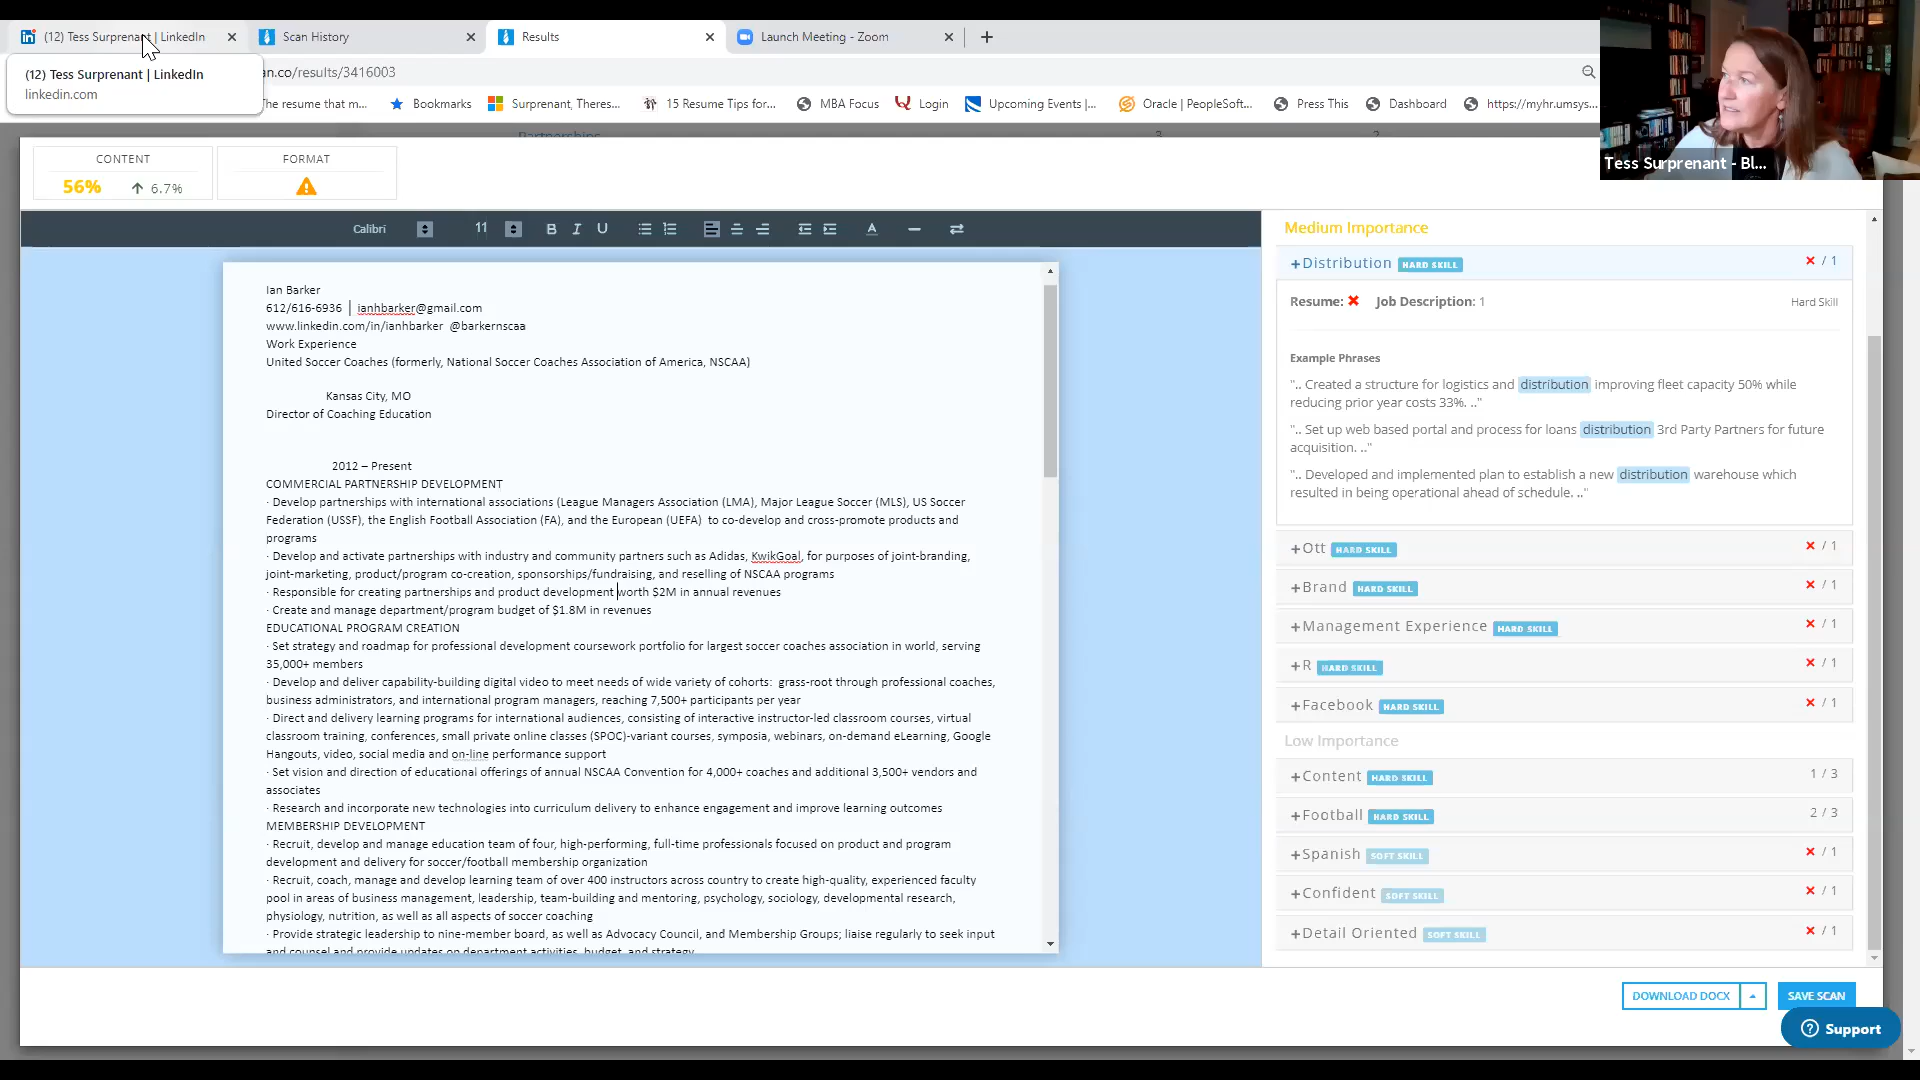 (12) Tess Surprenant | LinkedIn
Scan History
Results
Launch Meeting - Zoom
(12) Tess Surprenant | LinkedIn
linkedin.com
an.co/results/3416003
The resume that m...
Bookmarks
Surprenant, Theres...
15 Resume Tips for...
MBA Focus
Login
Upcoming Events |...
Oracle | PeopleSoft...
Press This
Dashboard
https://myhr.umsys...
Tess Surprenant - Bl...
Partnerships
3
2
CONTENT
56% 6.7%
FORMAT
Calibri 11 B I U A
Ian Barker
612/616-6936 | ianhbarker@gmail.com
www.linkedin.com/in/ianhbarker @barkernscaa
Work Experience
United Soccer Coaches (formerly, National Soccer Coaches Association of America, NSCAA)
Kansas City, MO
Director of Coaching Education
2012 – Present
COMMERCIAL PARTNERSHIP DEVELOPMENT
· Develop partnerships with international associations (League Managers Association (LMA), Major League Soccer (MLS), US Soccer
Federation (USSF), the English Football Association (FA), and the European (UEFA) to co-develop and cross-promote products and
programs
· Develop and activate partnerships with industry and community partners such as Adidas, KwikGoal, for purposes of joint-branding,
joint-marketing, product/program co-creation, sponsorships/fundraising, and reselling of NSCAA programs
· Responsible for creating partnerships and product development worth $2M in annual revenues
· Create and manage department/program budget of $1.8M in revenues
EDUCATIONAL PROGRAM CREATION
· Set strategy and roadmap for professional development coursework portfolio for largest soccer coaches association in world, serving
35,000+ members
· Develop and deliver capability-building digital video to meet needs of wide variety of cohorts: grass-root through professional coaches,
business administrators, and international program managers, reaching 7,500+ participants per year
· Direct and delivery learning programs for international audiences, consisting of interactive instructor-led classroom courses, virtual
classroom training, conferences, small private online classes (SPOC)-variant courses, symposia, webinars, on-demand eLearning, Google
Hangouts, video, social media and on-line performance support
· Set vision and direction of educational offerings of annual NSCAA Convention for 4,000+ coaches and additional 3,500+ vendors and
associates
· Research and incorporate new technologies into curriculum delivery to enhance engagement and improve learning outcomes
MEMBERSHIP DEVELOPMENT
· Recruit, develop and manage education team of four, high-performing, full-time professionals focused on product and program
development and delivery for soccer/football membership organization
· Recruit, coach, manage and develop learning team of over 400 instructors across country to create high-quality, experienced faculty
pool in areas of business management, leadership, team-building and mentoring, psychology, sociology, developmental research,
physiology, nutrition, as well as all aspects of soccer coaching
· Provide strategic leadership to nine-member board, as well as Advocacy Council, and Membership Groups; liaise regularly to seek input
and counsel and provide updates on department activities, budget, and strategy
Medium Importance
+Distribution HARD SKILL / 1
Resume: Job Description: 1 Hard Skill
Example Phrases
".. Created a structure for logistics and distribution improving fleet capacity 50% while
reducing prior year costs 33%. .."
".. Set up web based portal and process for loans distribution 3rd Party Partners for future
acquisition. .."
".. Developed and implemented plan to establish a new distribution warehouse which
resulted in being operational ahead of schedule. .."
+Ott HARD SKILL / 1
+Brand HARD SKILL / 1
+Management Experience HARD SKILL / 1
+R HARD SKILL / 1
+Facebook HARD SKILL / 1
Low Importance
+Content HARD SKILL 1 / 3
+Football HARD SKILL 2 / 3
+Spanish SOFT SKILL / 1
+Confident SOFT SKILL / 1
+Detail Oriented SOFT SKILL / 1
DOWNLOAD DOCX
SAVE SCAN
Support